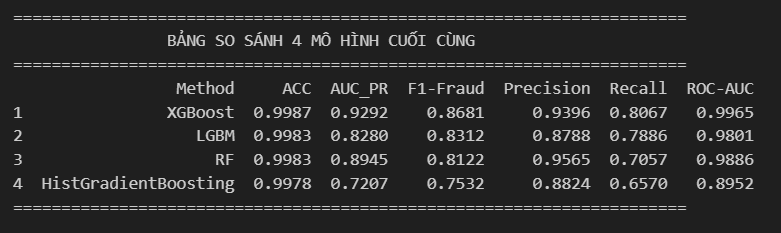 ======================================================================
BẢNG SO SÁNH 4 MÔ HÌNH CUỐI CÙNG
======================================================================
Method ACC AUC_PR F1-Fraud Precision Recall ROC-AUC
1 XGBoost 0.9987 0.9292 0.8681 0.9396 0.8067 0.9965
2 LGBM 0.9983 0.8280 0.8312 0.8788 0.7886 0.9801
3 RF 0.9983 0.8945 0.8122 0.9565 0.7057 0.9886
4 HistGradientBoosting 0.9978 0.7207 0.7532 0.8824 0.6570 0.8952
======================================================================